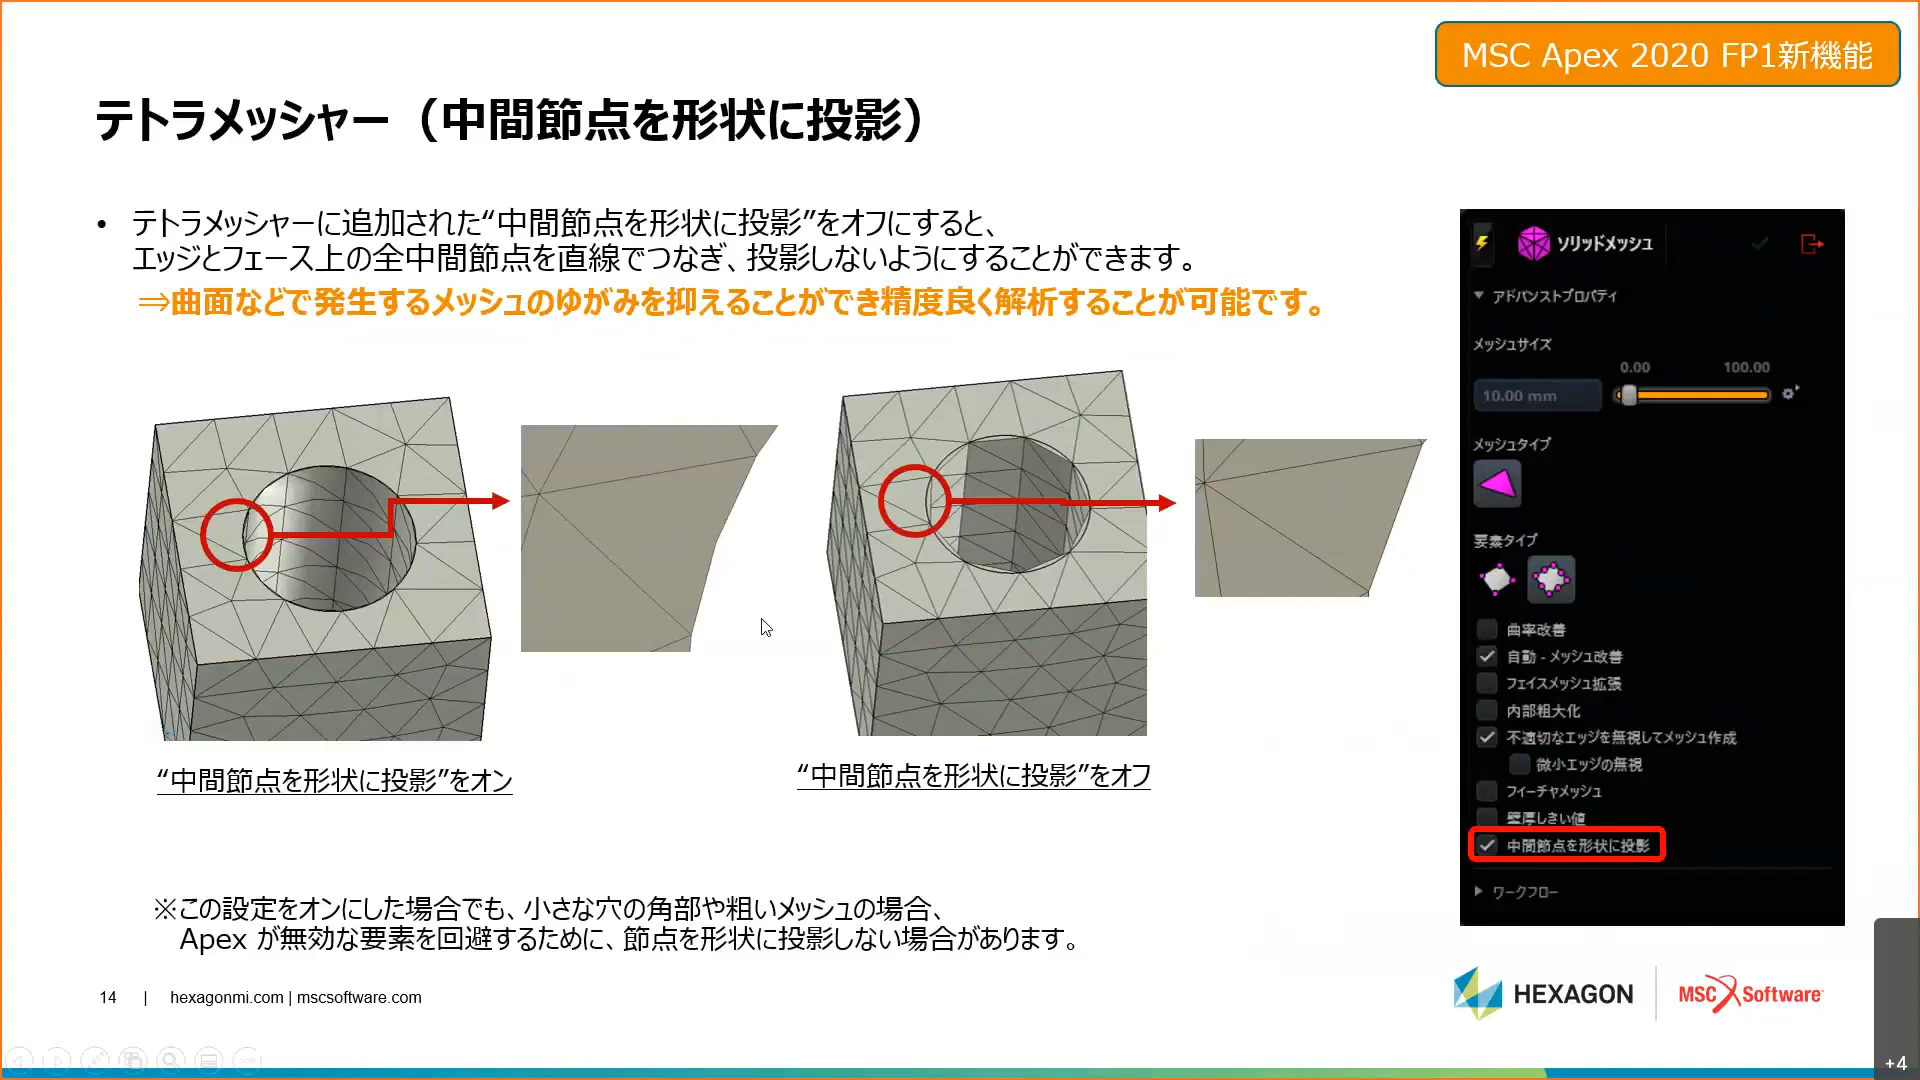 MSC Apex 2020 FP1新機能
テトラメッシャー（中間節点を形状に投影）
• テトラメッシャーに追加された“中間節点を形状に投影”をオフにすると、
エッジとフェース上の全中間節点を直線でつなぎ、投影しないようにすることができます。
⇒曲面などで発生するメッシュのゆがみを抑えることができ精度良く解析することが可能です。
“中間節点を形状に投影”をオン
“中間節点を形状に投影”をオフ
※この設定をオンにした場合でも、小さな穴の角部や粗いメッシュの場合、
Apex が無効な要素を回避するために、節点を形状に投影しない場合があります。
ソリッドメッシュ
アドバンストプロパティ
メッシュサイズ
0.00 100.00
10.00 mm
メッシュタイプ
要素タイプ
曲率改善
自動 - メッシュ改善
フェイスメッシュ拡張
内部粗大化
不適切なエッジを無視してメッシュ作成
微小エッジの無視
フィーチャメッシュ
壁厚しきい値
中間節点を形状に投影
ワークフロー
14 | hexagonmi.com | mscsoftware.com
HEXAGON
MSC Software
+4